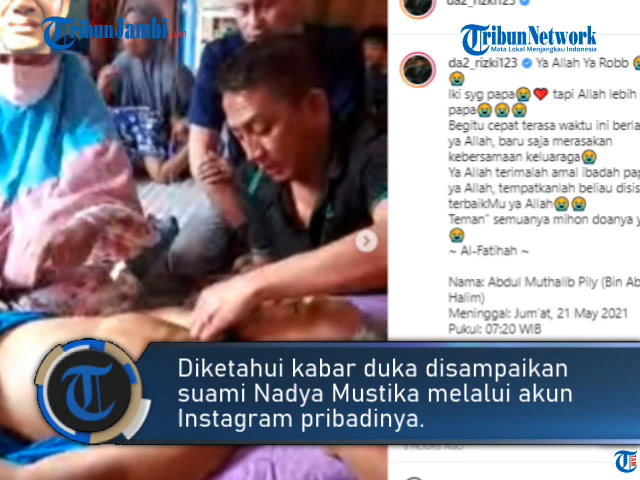 TribunJambi.com
da2_rizki123
TribunNetwork
Mata Lokal Menjangkau Indonesia
da2_rizki123 Ya Allah Ya Robb 😭
😭
Iki syg papa😭❤️ tapi Allah lebih
papa😭😭😭
Begitu cepat terasa waktu ini berla
ya Allah, baru saja merasakan
kebersamaan keluaraga😭
Ya Allah terimalah amal ibadah pap
ya Allah, tempatkanlah beliau disis
terbaikMu ya Allah😭😭
Teman" semuanya mihon doanya y
😭
~ Al-Fatihah ~
Nama: Abdul Muthalib Pily (Bin Ab
Halim)
Meninggal: Jum'at, 21 May 2021
Pukul: 07:20 WIB
Diketahui kabar duka disampaikan
suami Nadya Mustika melalui akun
Instagram pribadinya.
HOURS AGO